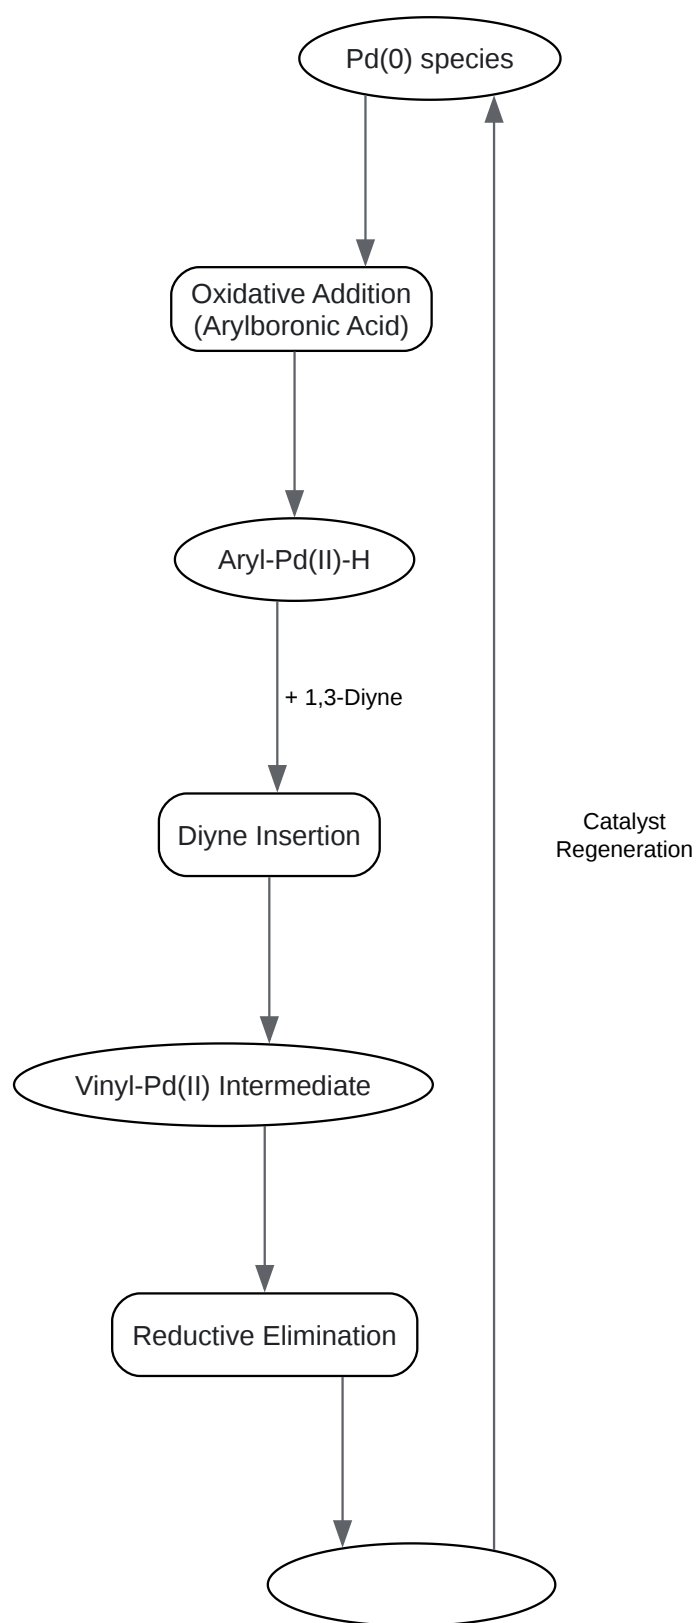 Pd(0) species
Oxidative Addition
(Arylboronic Acid)
Aryl-Pd(II)-H
+ 1,3-Diyne
Diyne Insertion
Catalyst
Regeneration
Vinyl-Pd(II) Intermediate
Reductive Elimination